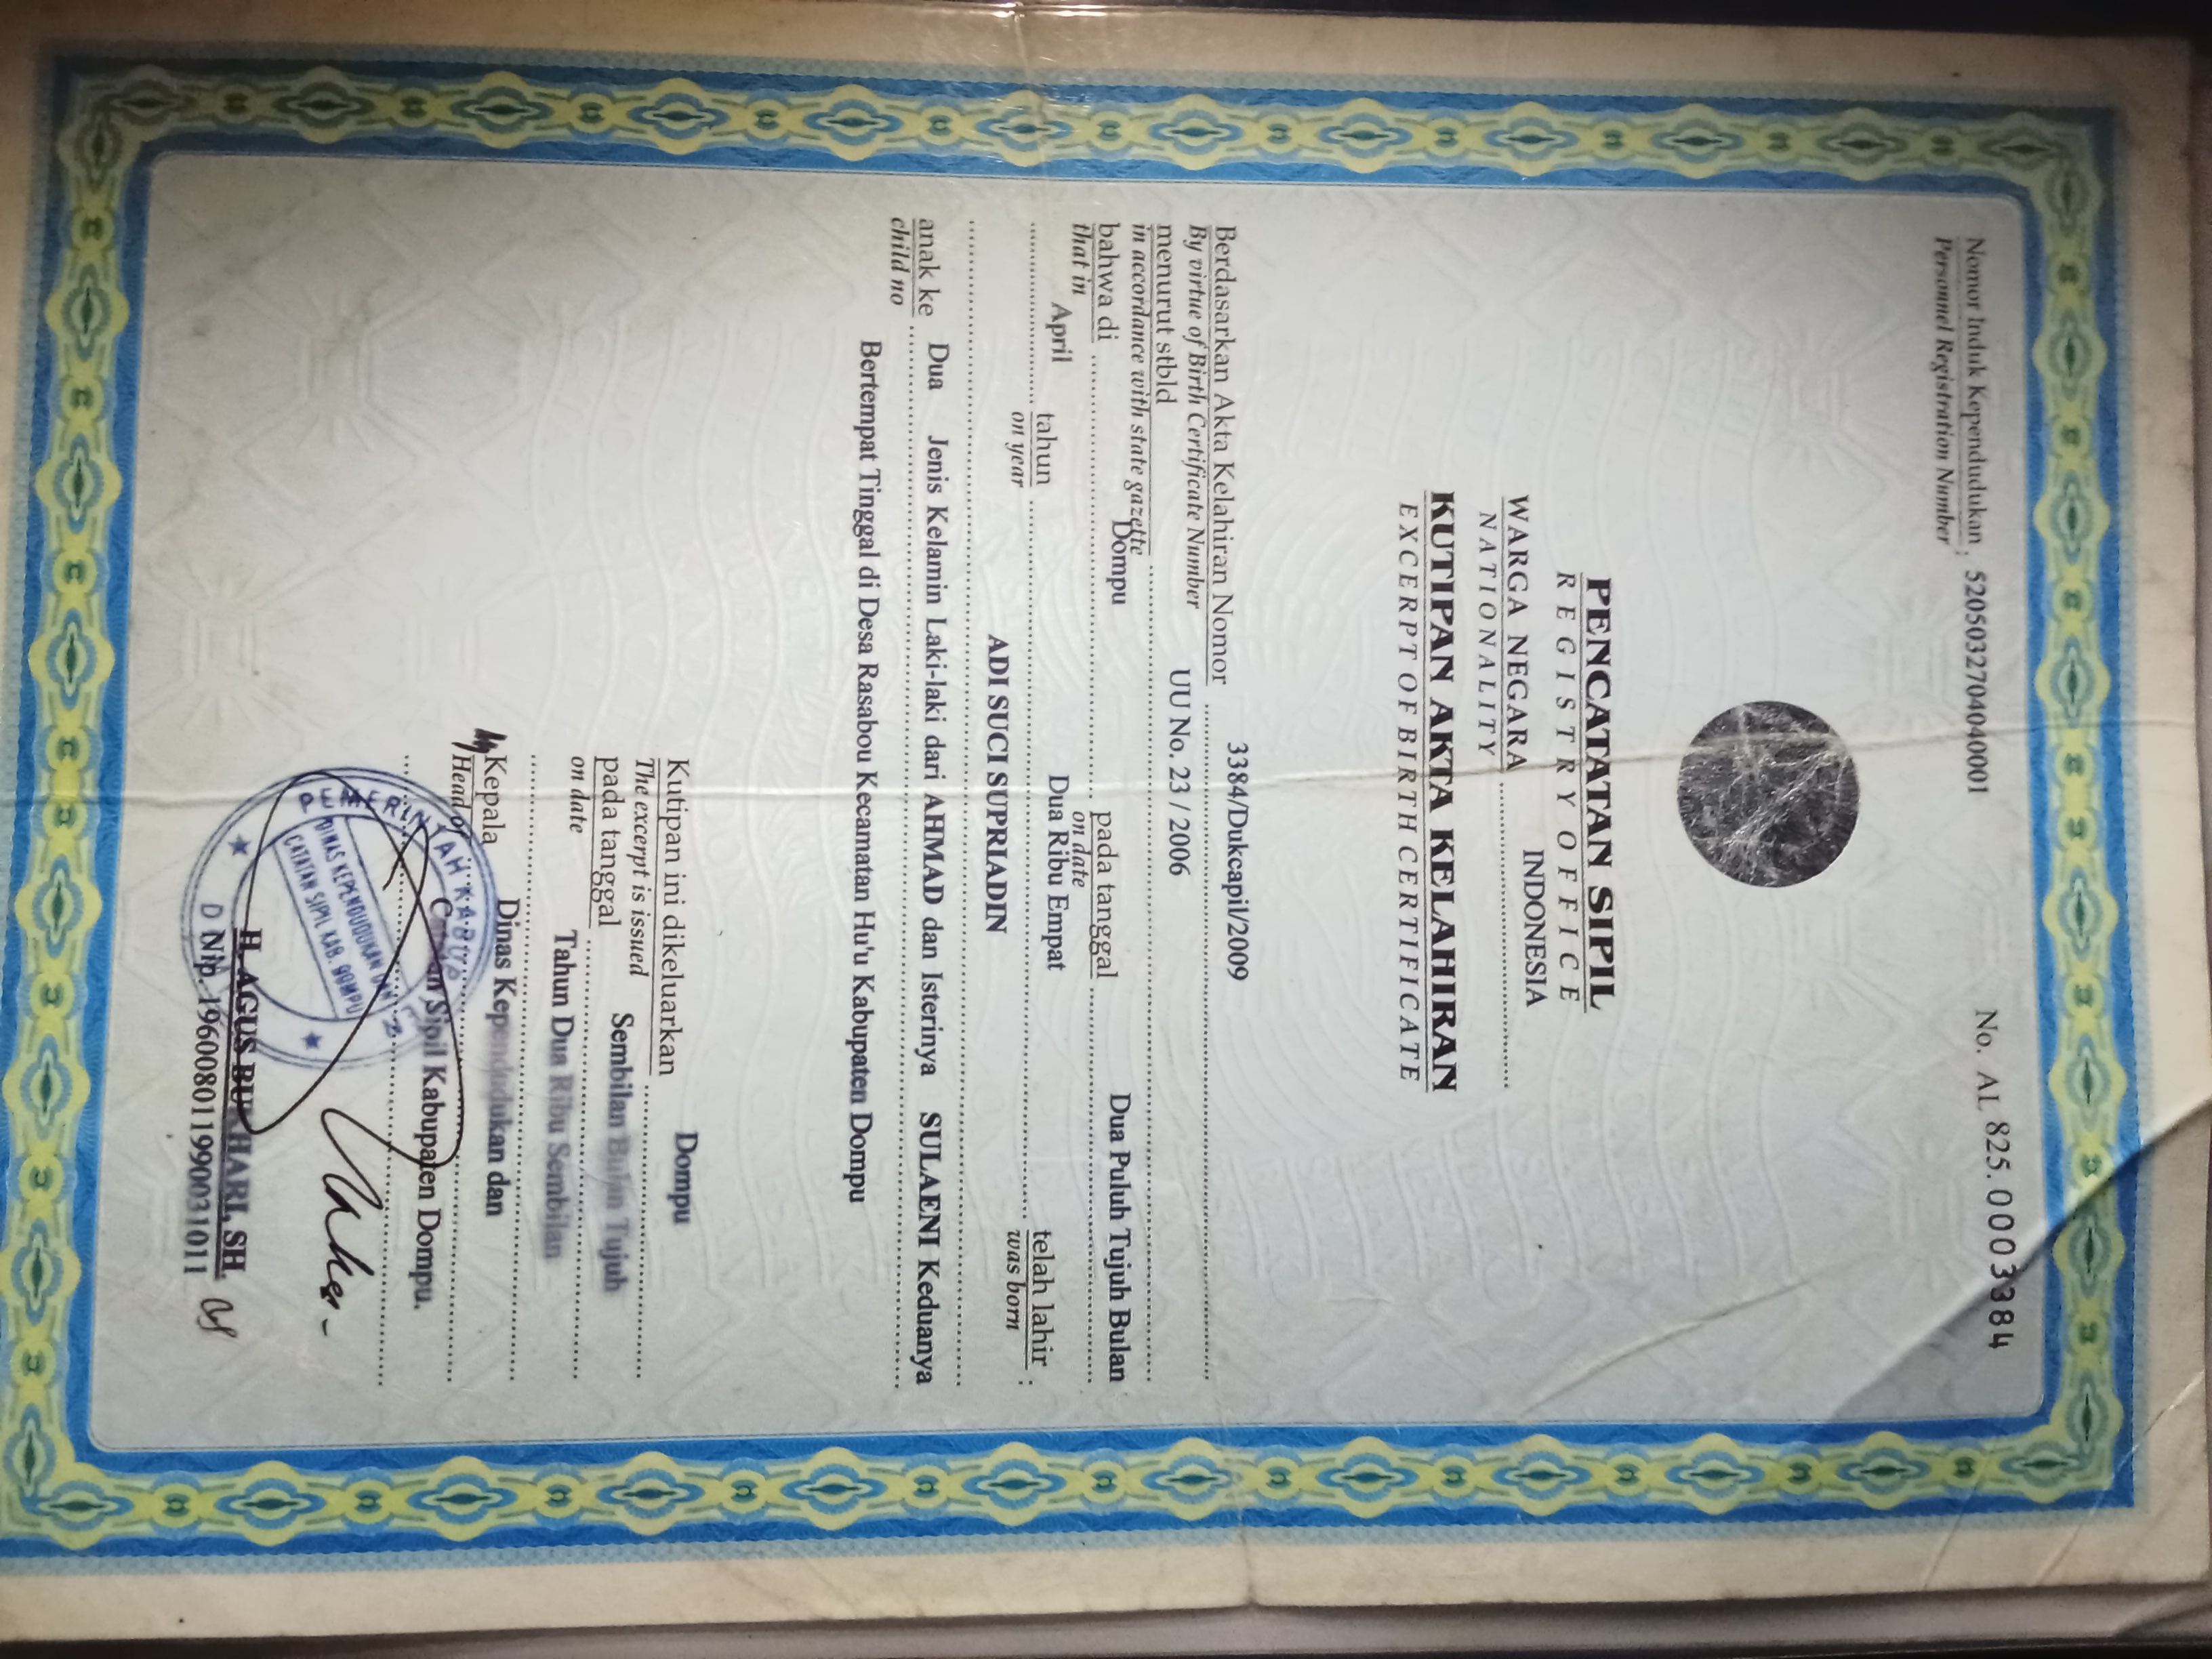 Nomor Induk Kependudukan : 5205032704040001 No. AL 825.0003384
Personnel Registration Number
PENCATATAN SIPIL
REGISTRY OFFICE
WARGA NEGARA INDONESIA
NATIONALITY
KUTIPAN AKTA KELAHIRAN
EXCERPT OF BIRTH CERTIFICATE
Berdasarkan Akta Kelahiran Nomor 3384/Dukcapil/2009
By virtue of Birth Certificate Number
menurut stbld UU No. 23 / 2006
in accordance with state gazette
bahwa di Dompu pada tanggal Dua Puluh Tujuh Bulan
that in on date
April tahun Dua Ribu Empat telah lahir :
on year was born
ADI SUCI SUPRIADIN
anak ke Dua Jenis Kelamin Laki-laki dari AHMAD dan Isterinya SULAENI Keduanya
child no
Bertempat Tinggal di Desa Rasabou Kecamatan Hu'u Kabupaten Dompu
Kutipan ini dikeluarkan Dompu
The excerpt is issued
pada tanggal Sembilan Bulan Tujuh
on date
Tahun Dua Ribu Sembilan
Kepala Dinas Kependudukan dan
Head of
Sipil Kabupaten Dompu.
PEMERINTAH KABUP
DINAS KEPENDUDUKAN DAN
CATATAN SIPIL KAB. DOMPU
H. AGUS BUKHARI, SH.
Nip. 196008011990031011